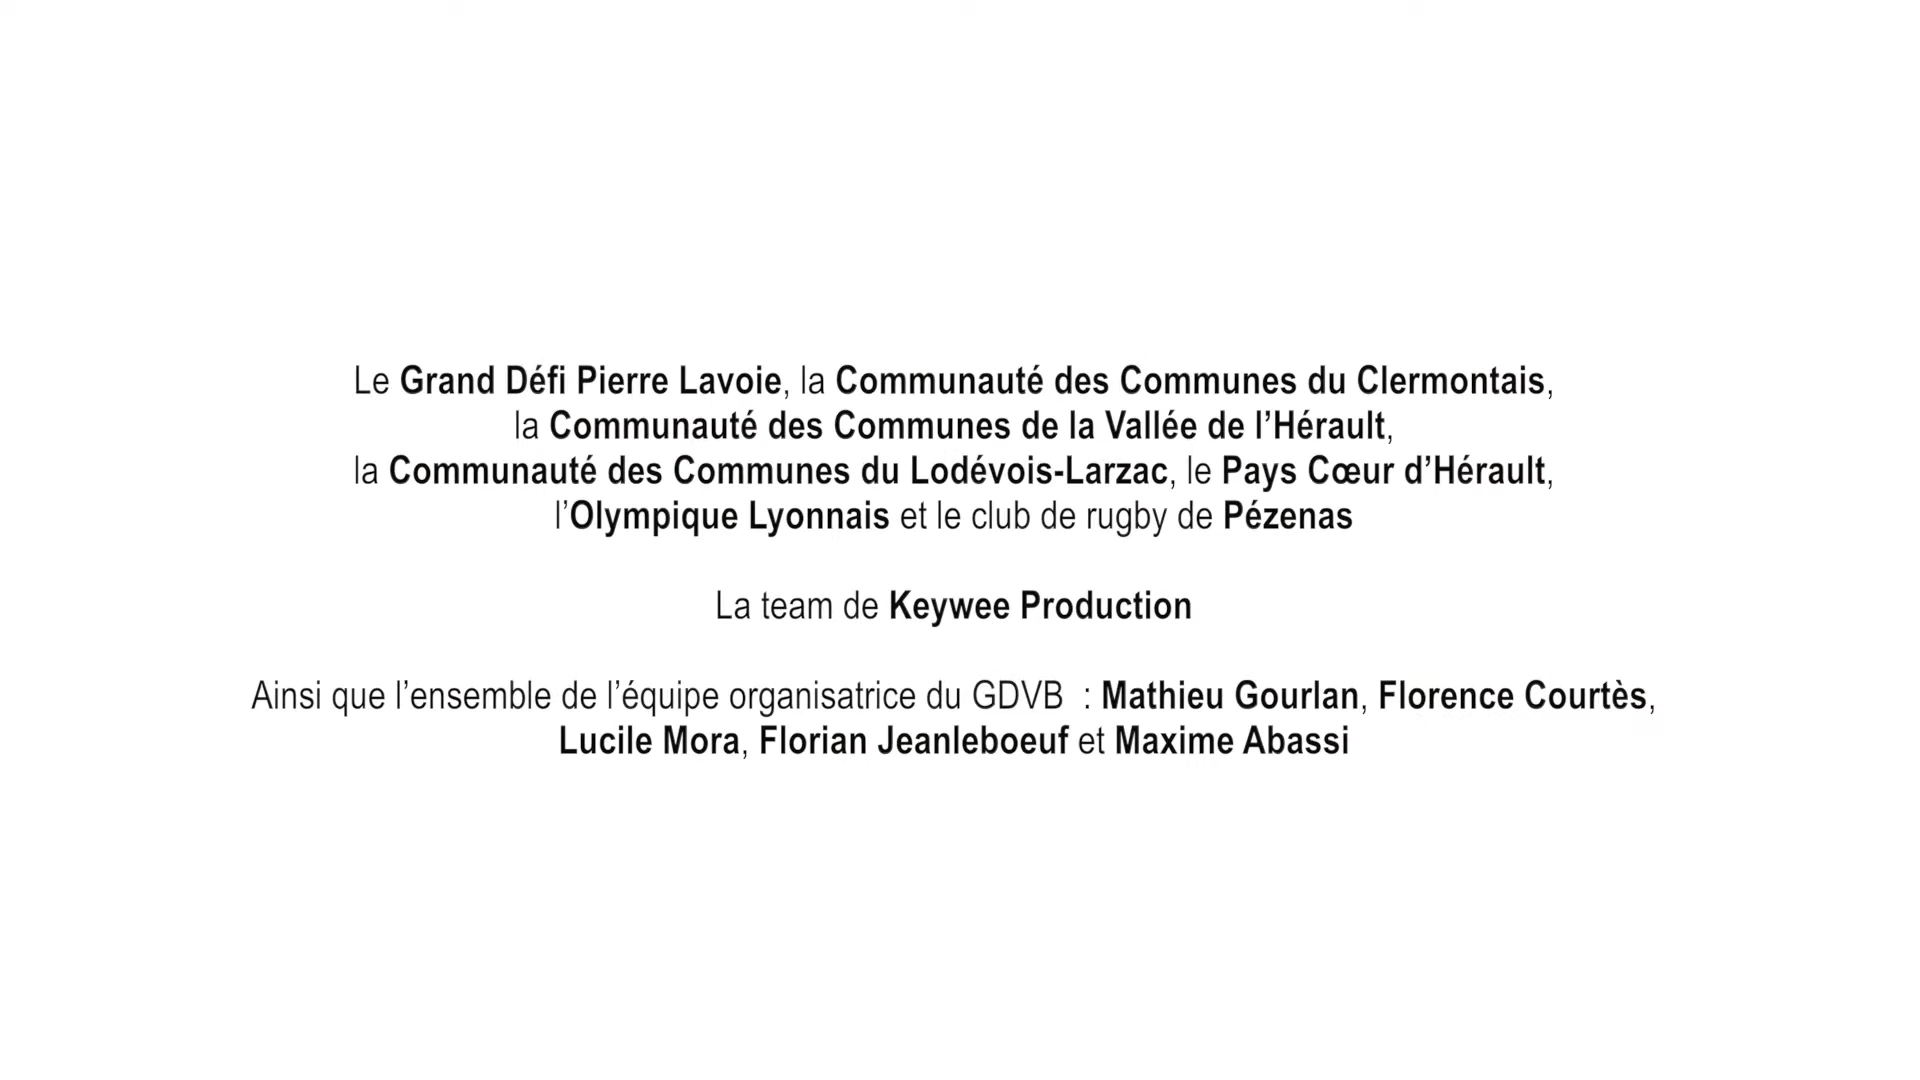 Le Grand Défi Pierre Lavoie, la Communauté des Communes du Clermontais,
la Communauté des Communes de la Vallée de l’Hérault,
la Communauté des Communes du Lodévois-Larzac, le Pays Cœur d’Hérault,
l’Olympique Lyonnais et le club de rugby de Pézenas
La team de Keywee Production
Ainsi que l’ensemble de l’équipe organisatrice du GDVB  : Mathieu Gourlan, Florence Courtès,
Lucile Mora, Florian Jeanleboeuf et Maxime Abassi